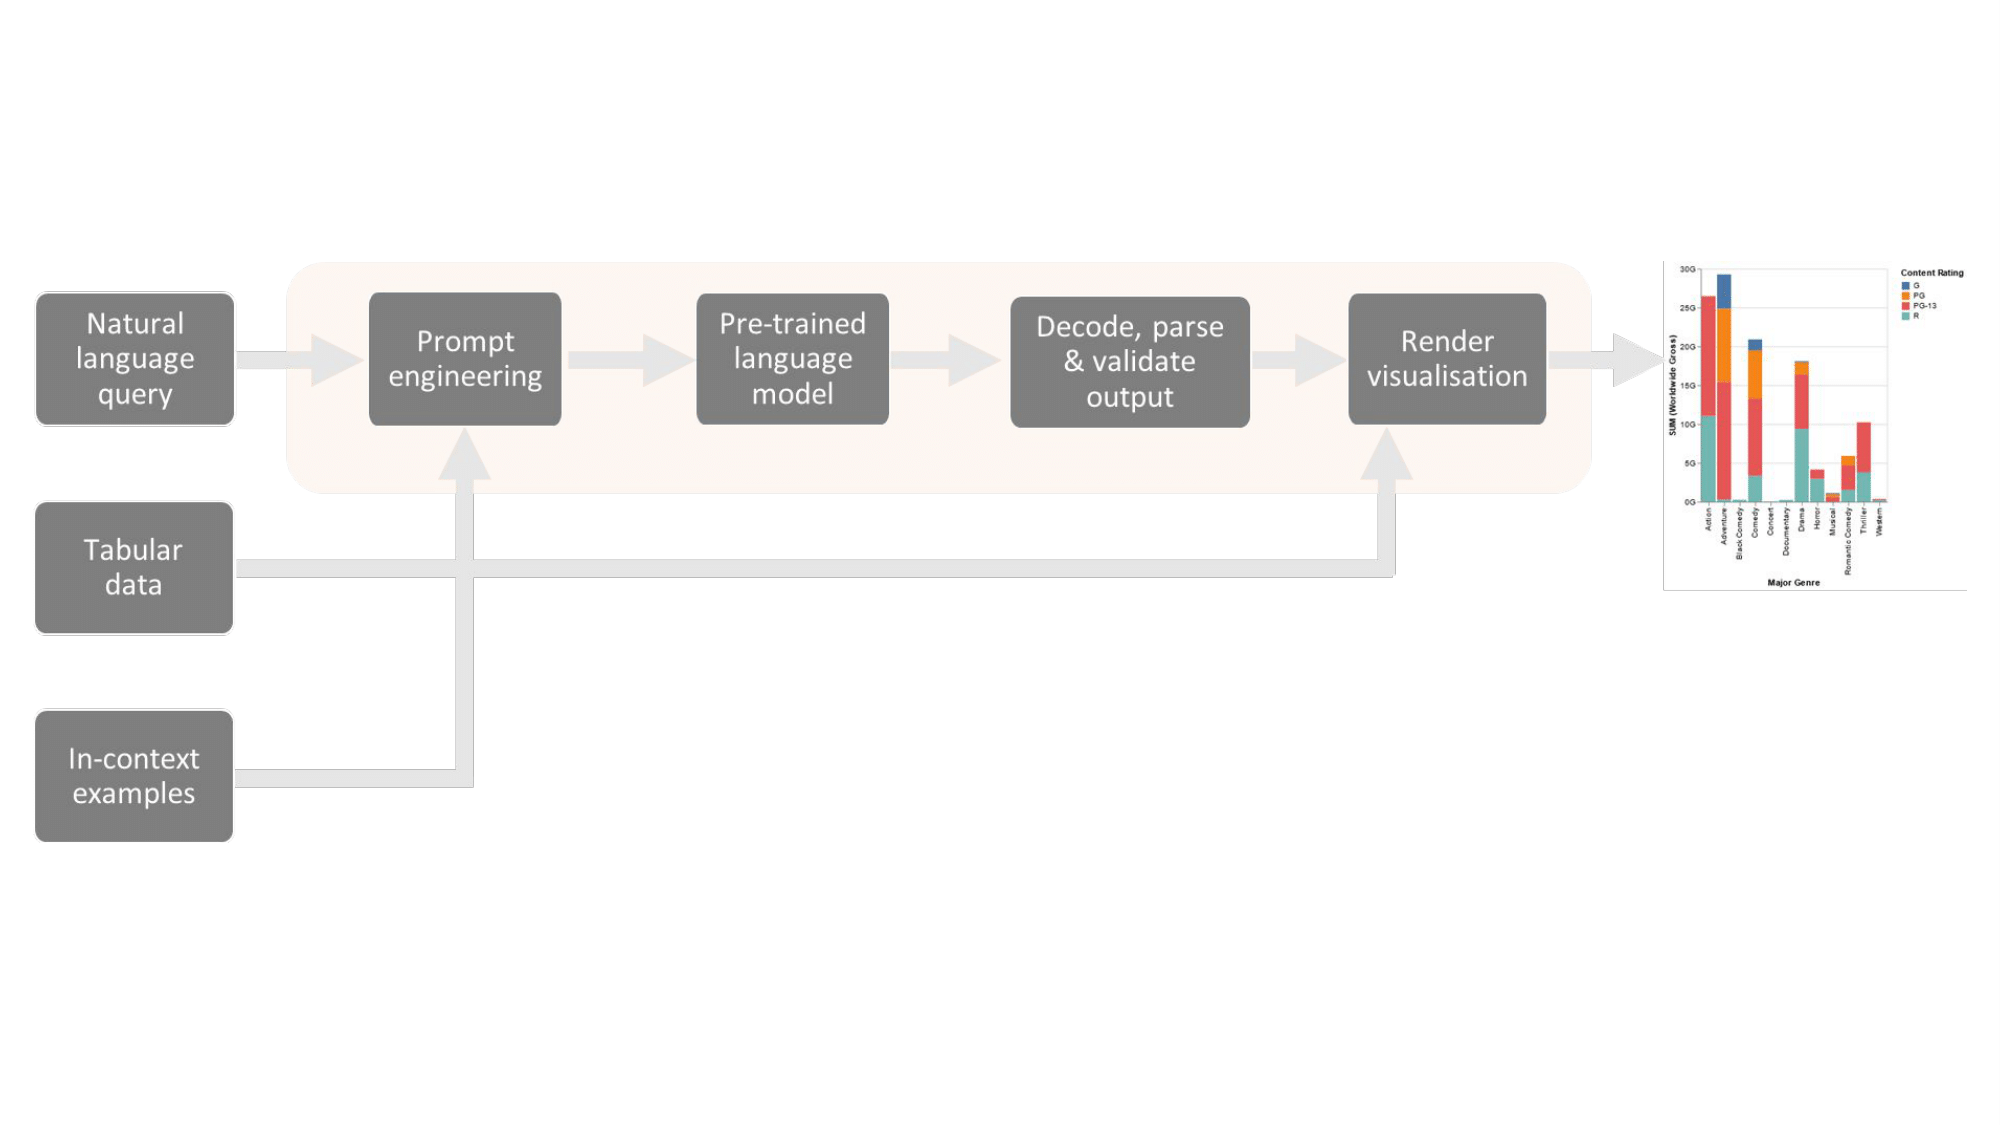 Natural
language
query
Prompt
engineering
Pre-trained
language
model
Decode, parse
& validate
output
Render
visualisation
Tabular
data
In-context
examples
Content Rating
G
PG
PG-13
R
SUM (Worldwide Gross)
30G
25G
20G
15G
10G
5G
0G
Action
Adventure
Black Comedy
Comedy
Concert
Documentary
Drama
Horror
Musical
Romantic Comedy
Thriller
Western
Major Genre